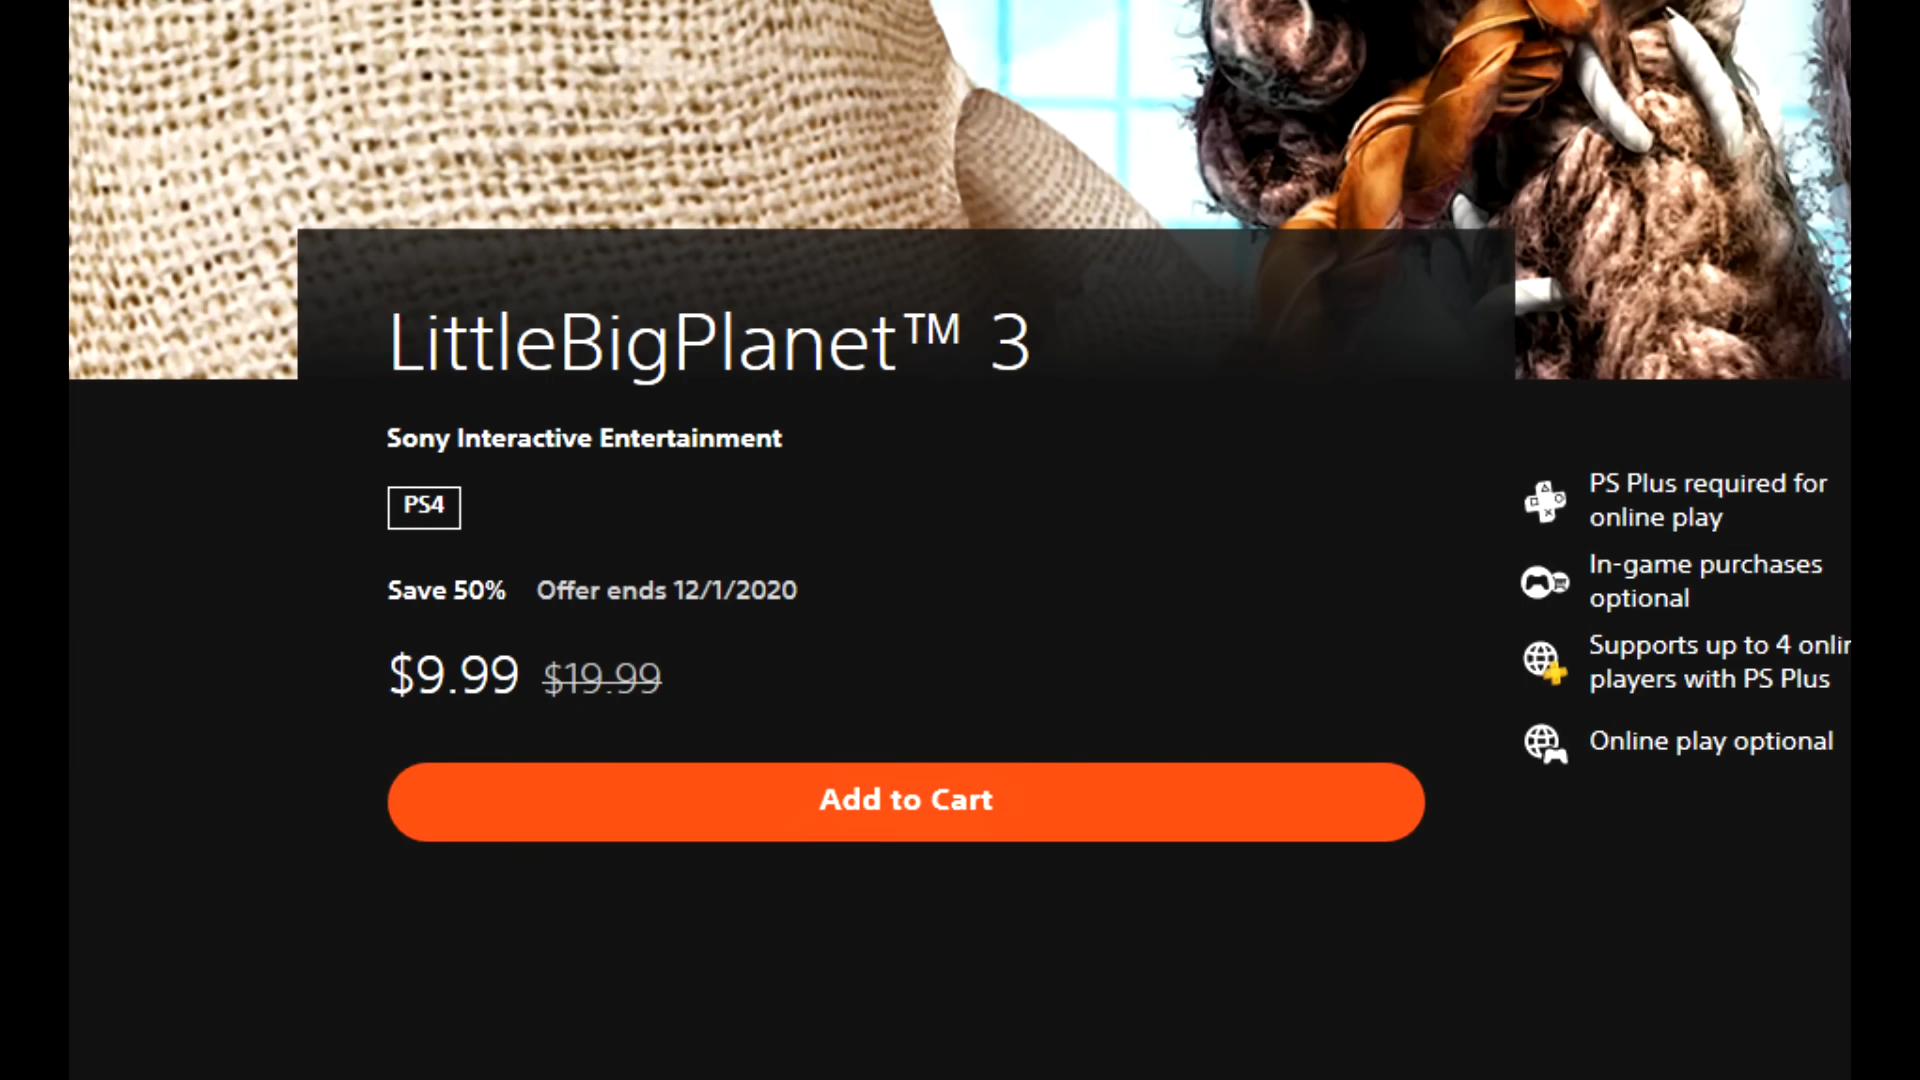 LittleBigPlanet™ 3
Sony Interactive Entertainment
PS4
Save 50% Offer ends 12/1/2020
$9.99 $19.99
Add to Cart
PS Plus required for
online play
In-game purchases
optional
Supports up to 4 onlin
players with PS Plus
Online play optional